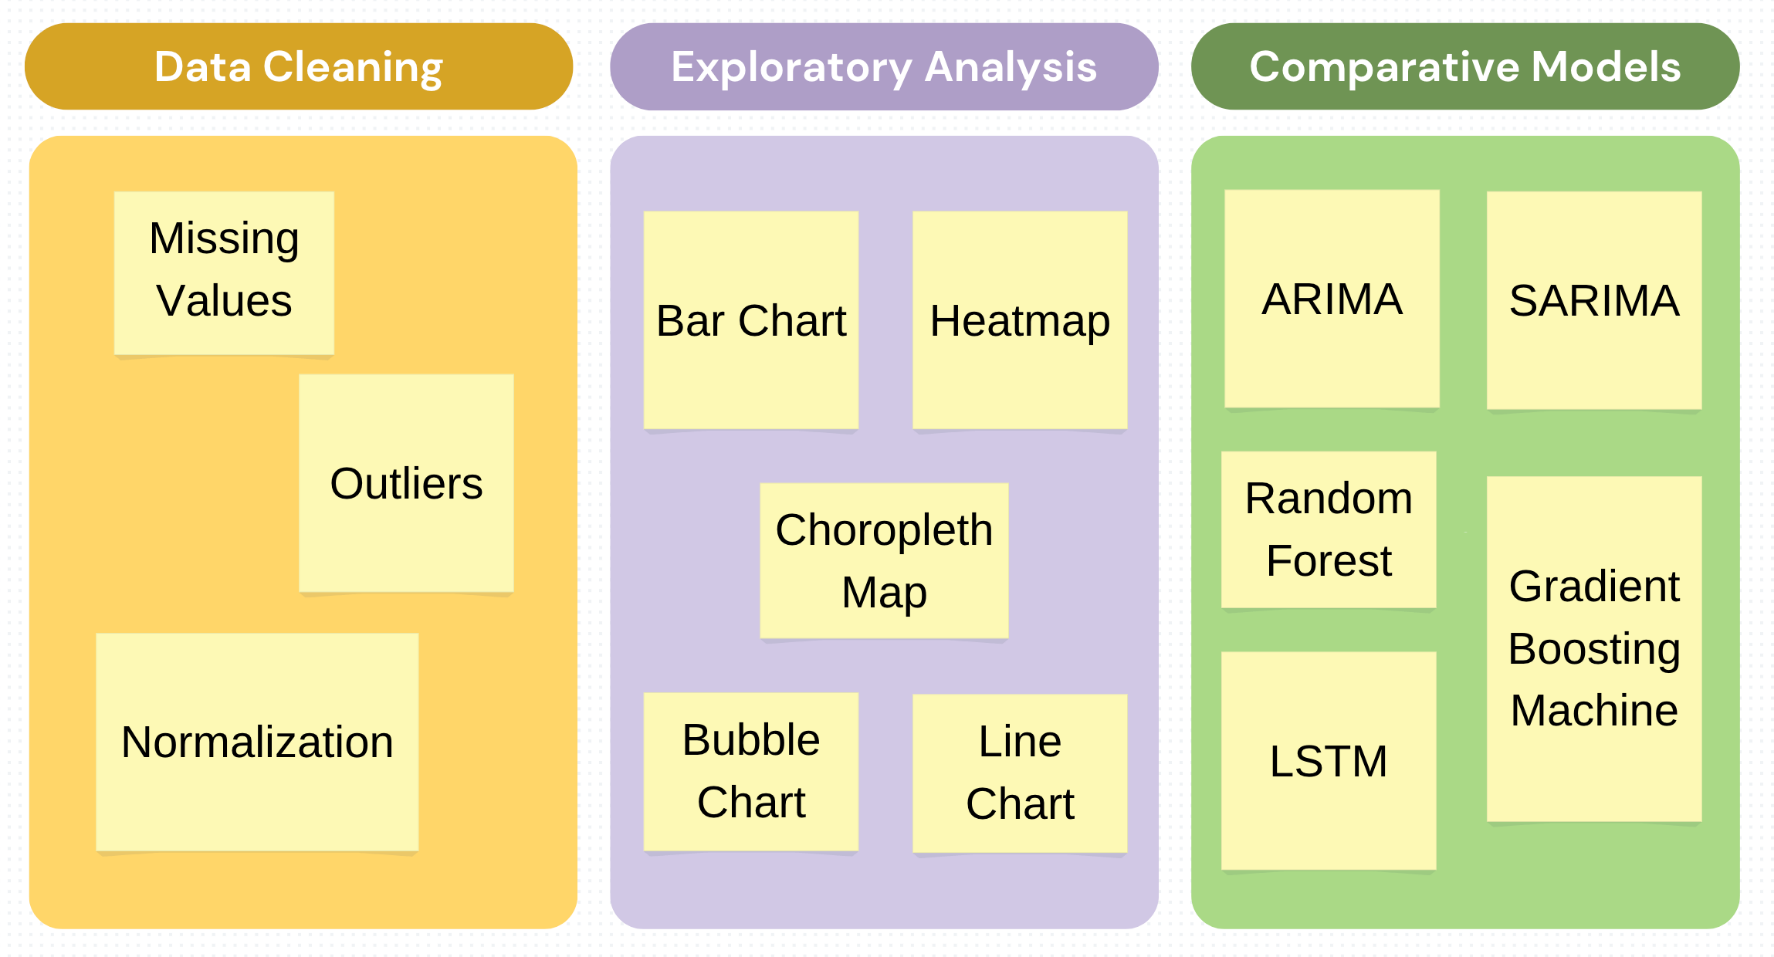 Data Cleaning
Missing
Values
Outliers
Normalization
Exploratory Analysis
Bar Chart
Heatmap
Choropleth
Map
Bubble
Chart
Line
Chart
Comparative Models
ARIMA
SARIMA
Random
Forest
Gradient
Boosting
Machine
LSTM